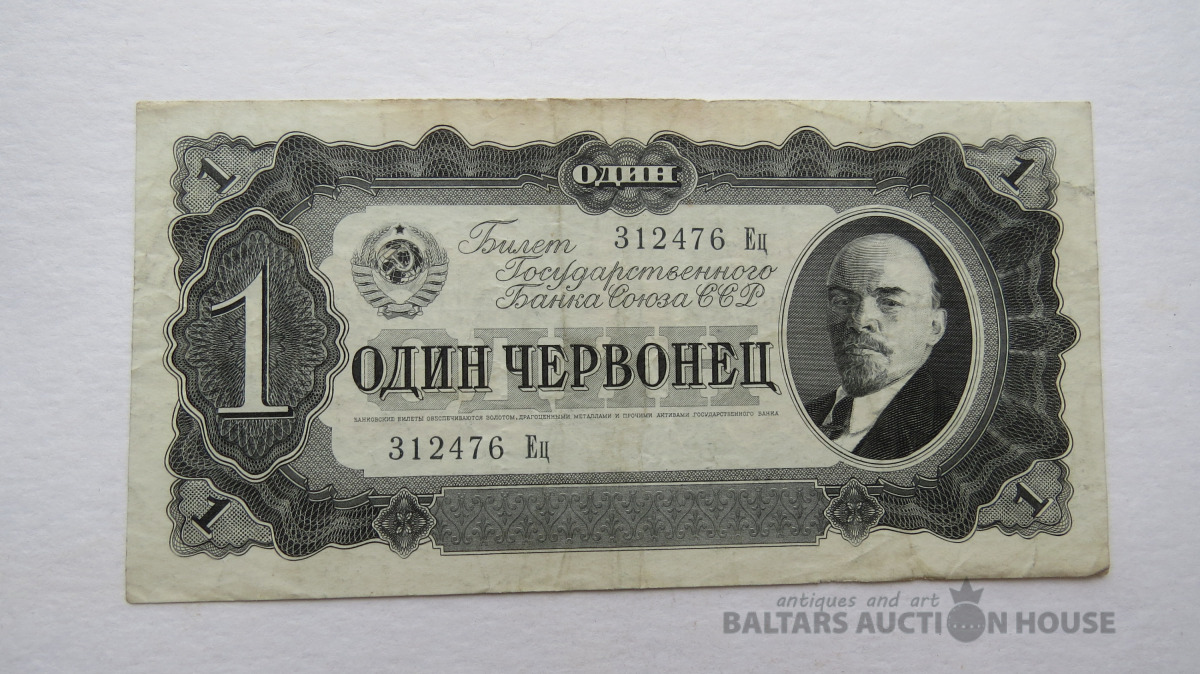 1 ОДИН 1
Билет 312476 Ец
Государственного
Банка Союза ССР
1
ОДИН
ОДИН ЧЕРВОНЕЦ
БАНКОВСКИЕ БИЛЕТЫ ОБЕСПЕЧИВАЮТСЯ ЗОЛОТОМ, ДРАГОЦЕННЫМИ МЕТАЛЛАМИ И ПРОЧИМИ АКТИВАМИ ГОСУДАРСТВЕННОГО БАНКА
312476 Ец
1 1
antiques and art
BALTARS AUCTION HOUSE